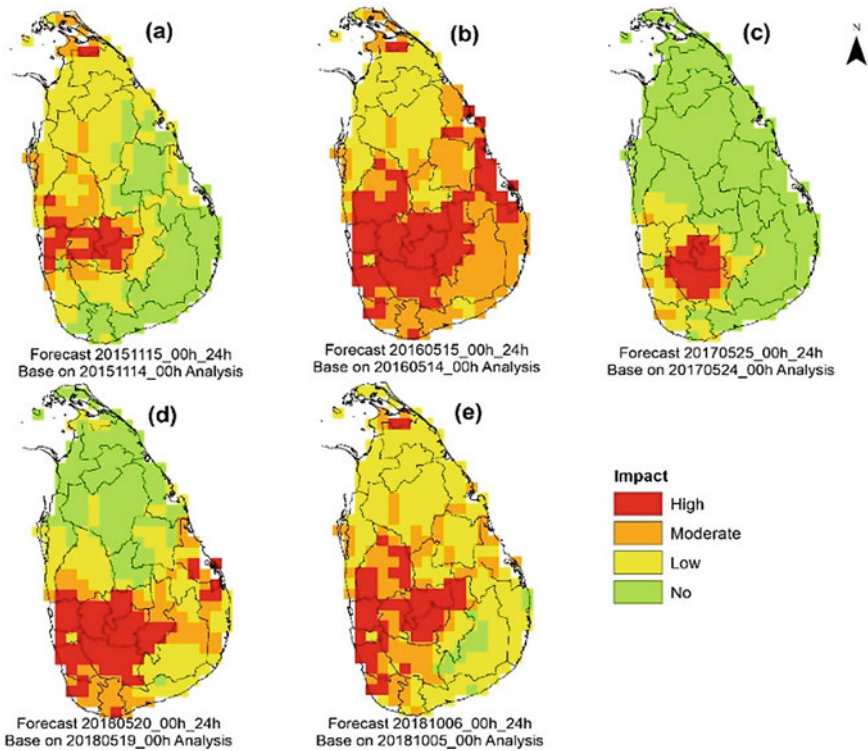 (a)
(b)
(c)
N
Forecast 20151115_00h_24h
Base on 20151114_00h Analysis
Forecast 20160515_00h_24h
Base on 20160514_00h Analysis
Forecast 20170525_00h_24h
Base on 20170524_00h Analysis
(d)
(e)
Impact
High
Moderate
Low
No
Forecast 20180520_00h_24h
Base on 20180519_00h Analysis
Forecast 20181006_00h_24h
Base on 20181005_00h Analysis